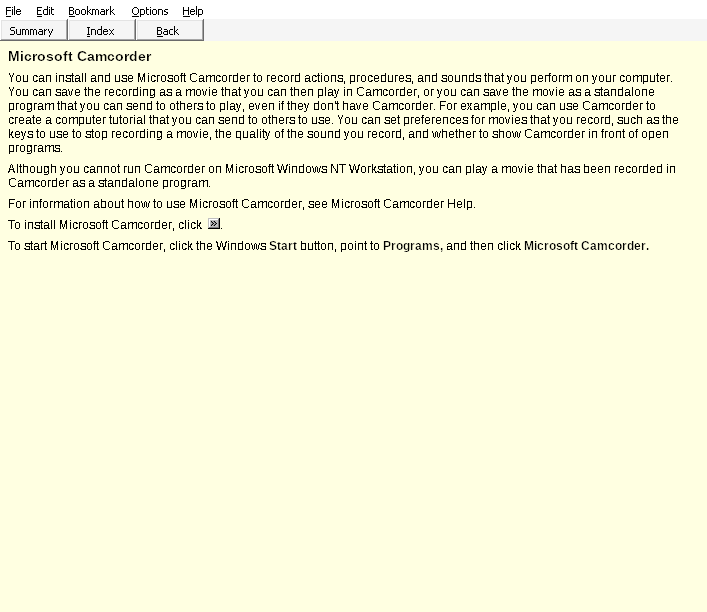 File Edit Bookmark Options Help
Summary Index Back
Microsoft Camcorder
You can install and use Microsoft Camcorder to record actions, procedures, and sounds that you perform on your computer.
You can save the recording as a movie that you can then play in Camcorder, or you can save the movie as a standalone
program that you can send to others to play, even if they don't have Camcorder. For example, you can use Camcorder to
create a computer tutorial that you can send to others to use. You can set preferences for movies that you record, such as the
keys to use to stop recording a movie, the quality of the sound you record, and whether to show Camcorder in front of open
programs.
Although you cannot run Camcorder on Microsoft Windows NT Workstation, you can play a movie that has been recorded in
Camcorder as a standalone program.
For information about how to use Microsoft Camcorder, see Microsoft Camcorder Help.
To install Microsoft Camcorder, click ».
To start Microsoft Camcorder, click the Windows Start button, point to Programs, and then click Microsoft Camcorder.